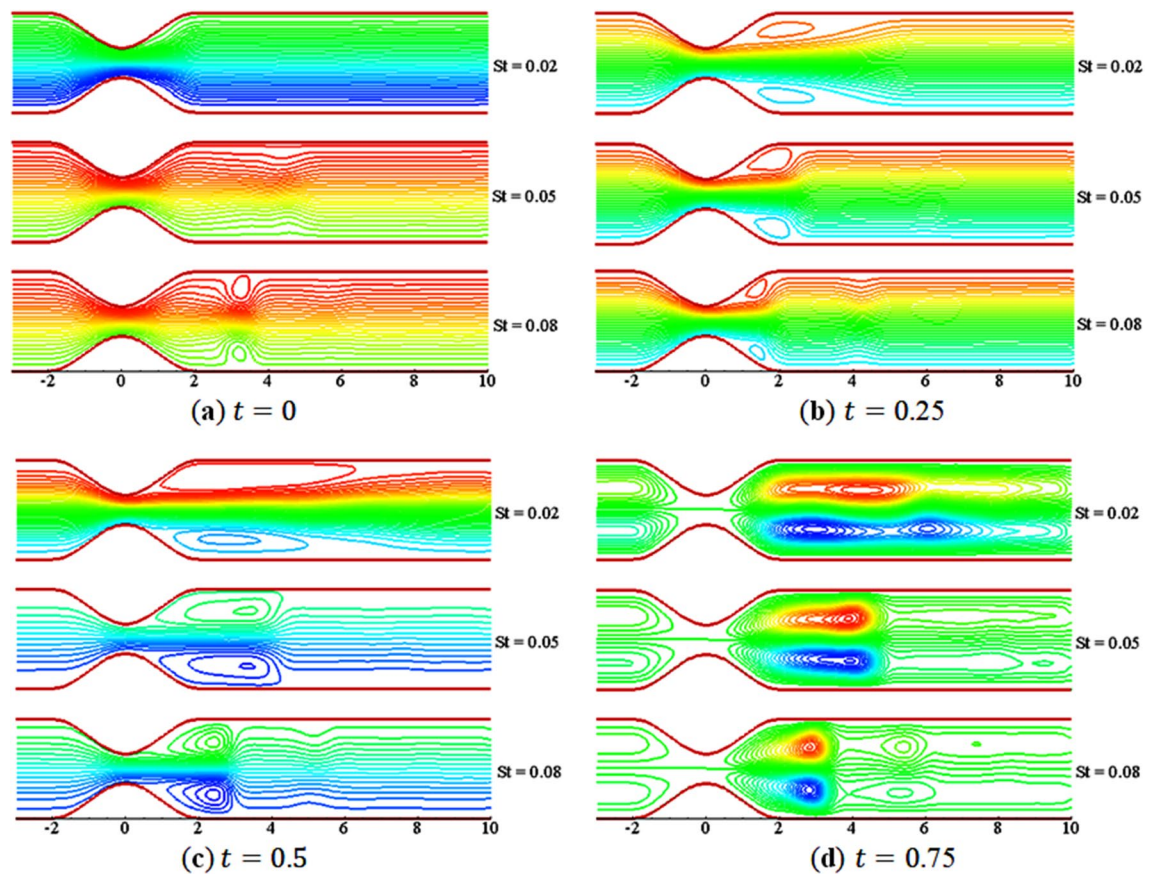 St = 0.02
St = 0.05
St = 0.08
-2 0 2 4 6 8 10
(a) t = 0
St = 0.02
St = 0.05
St = 0.08
-2 0 2 4 6 8 10
(b) t = 0.25
St = 0.02
St = 0.05
St = 0.08
-2 0 2 4 6 8 10
(c) t = 0.5
St = 0.02
St = 0.05
St = 0.08
-2 0 2 4 6 8 10
(d) t = 0.75